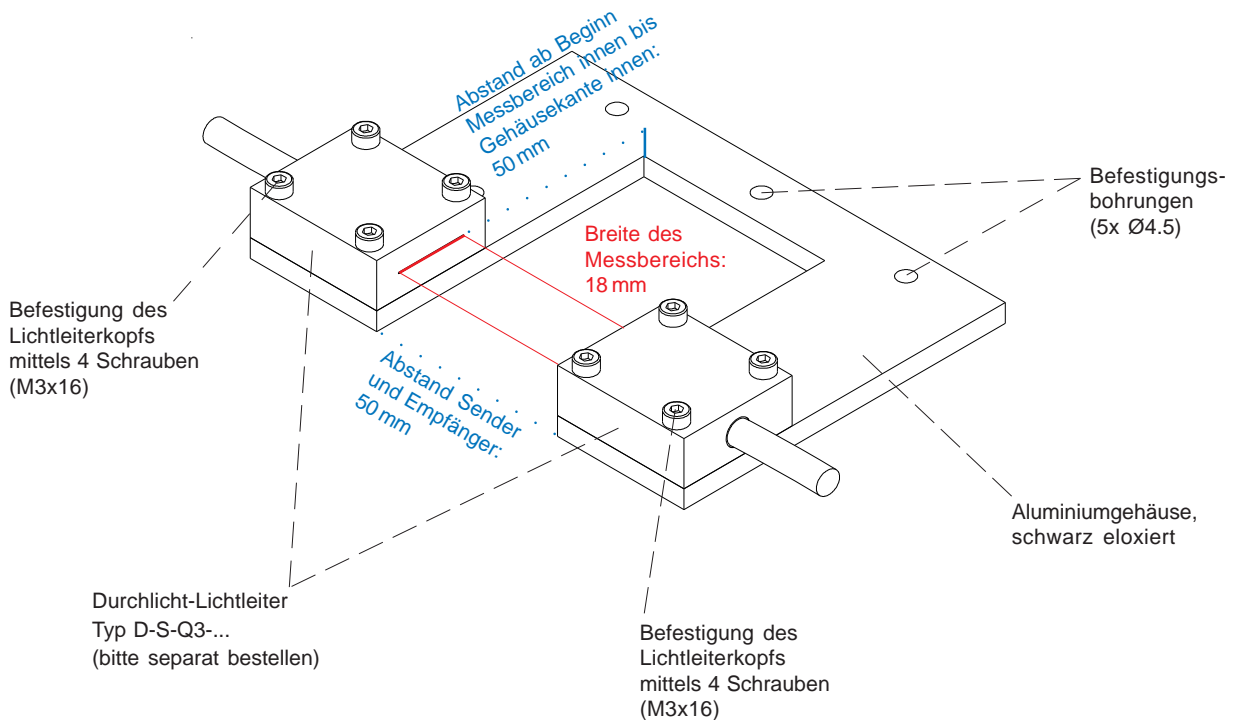 Abstand ab Beginn
Messbereich innen bis
Gehäusekante innen:
50 mm
Befestigungs-
bohrungen
(5x Ø4.5)
Breite des
Messbereichs:
18 mm
Befestigung des
Lichtleiterkopfs
mittels 4 Schrauben
(M3x16)
Abstand Sender
und Empfänger:
50 mm
Aluminiumgehäuse,
schwarz eloxiert
Durchlicht-Lichtleiter
Typ D-S-Q3-...
(bitte separat bestellen)
Befestigung des
Lichtleiterkopfs
mittels 4 Schrauben
(M3x16)